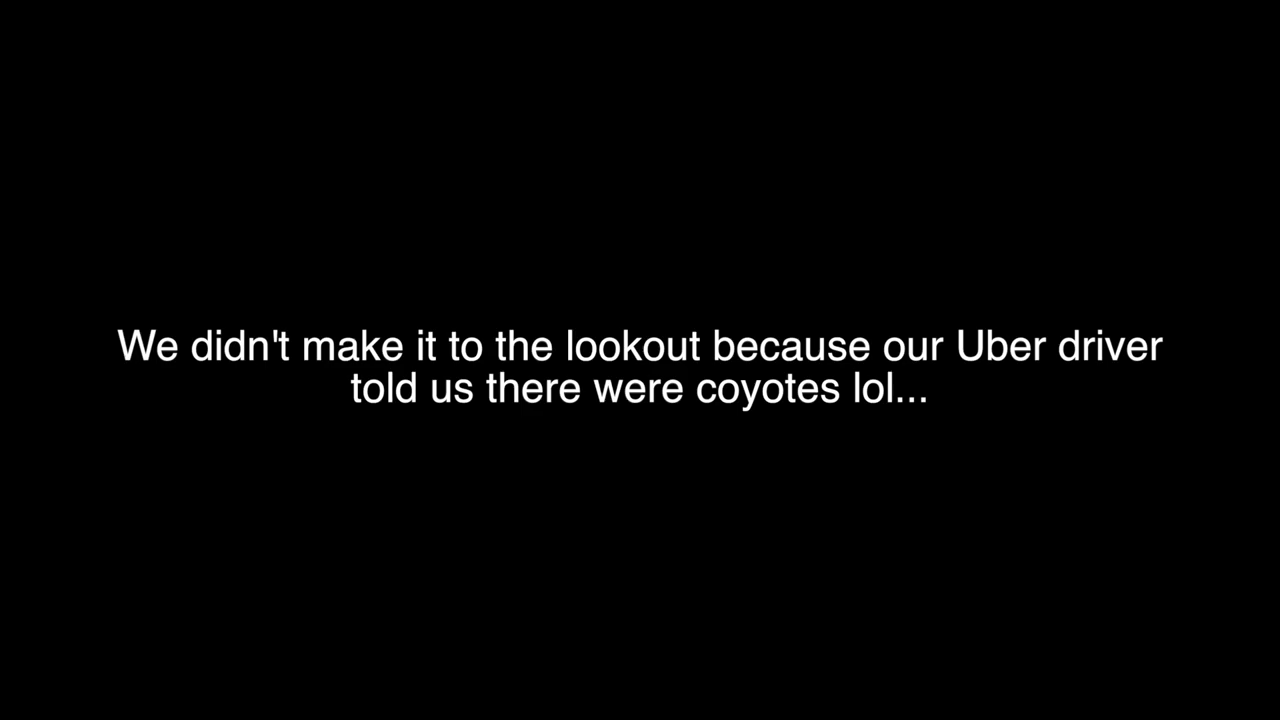 We didn't make it to the lookout because our Uber driver
told us there were coyotes lol...